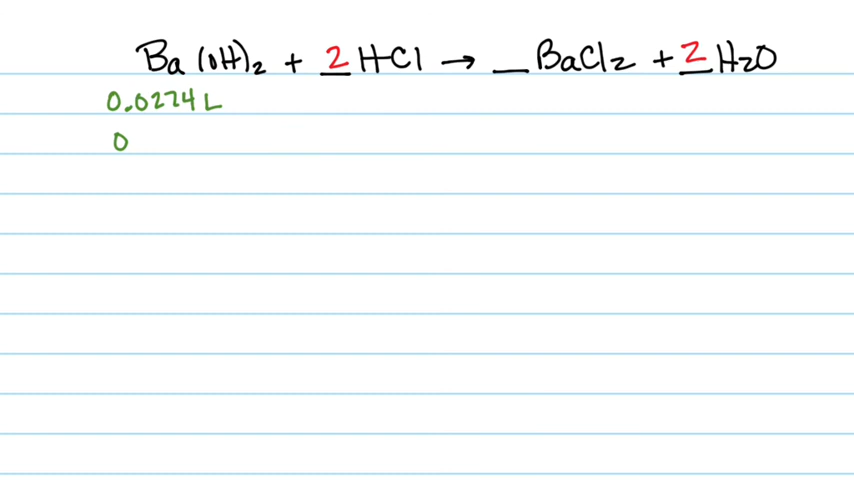 Ba(OH)2 + 2 HCl → _ BaCl2 + 2 H2O
0.0274 L
0